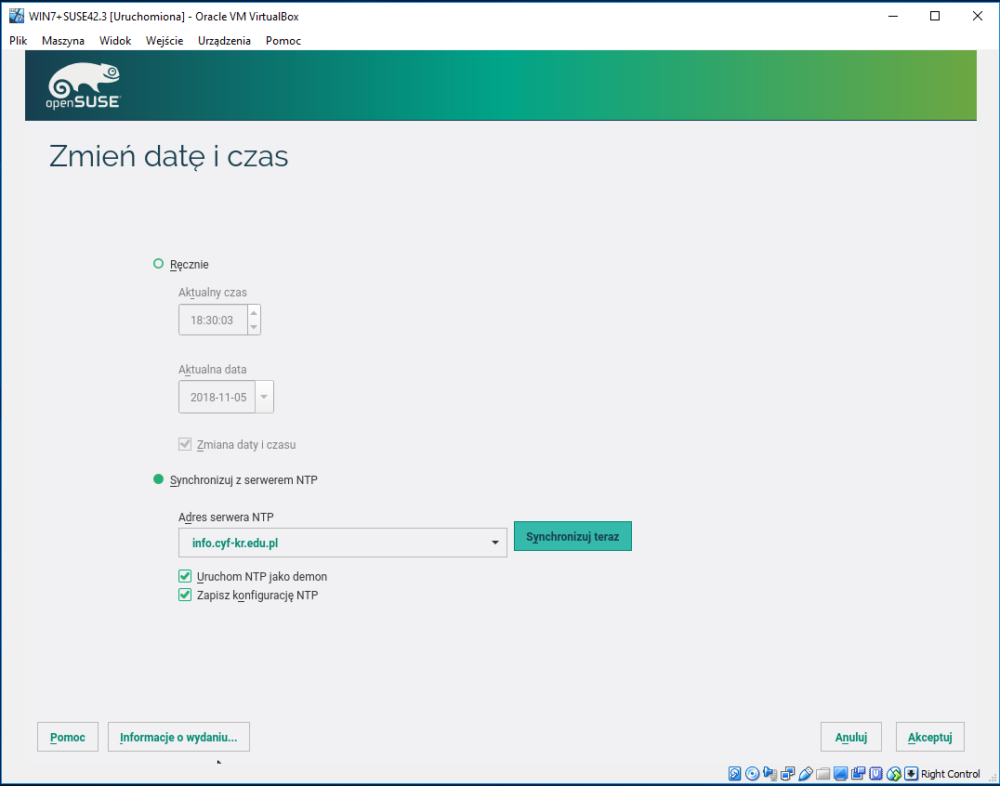 WIN7+SUSE42.3 [Uruchomiona] - Oracle VM VirtualBox
Plik Maszyna Widok Wejście Urządzenia Pomoc
openSUSE
Zmień datę i czas
Ręcznie
Aktualny czas
18:30:03
Aktualna data
2018-11-05
Zmiana daty i czasu
Synchronizuj z serwerem NTP
Adres serwera NTP
info.cyf-kr.edu.pl Synchronizuj teraz
Uruchom NTP jako demon
Zapisz konfigurację NTP
Pomoc Informacje o wydaniu... Anuluj Akceptuj
Right Control